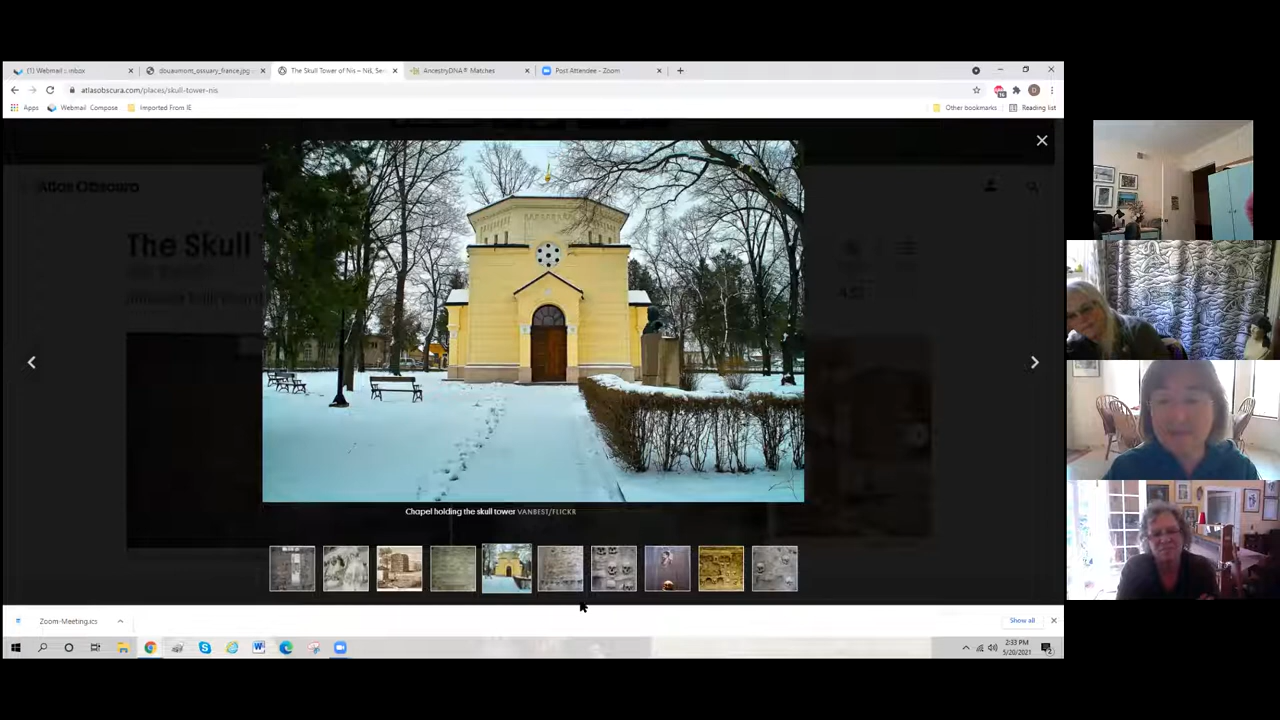 (1) Webmail :: inbox
douaumont_ossuary_france.jpg
The Skull Tower of Nis – Niš, Ser
AncestryDNA® Matches
Post Attendee - Zoom
atlasobscura.com/places/skull-tower-nis
Apps
Webmail
Compose
Imported From IE
Other bookmarks
Reading list
Atlas Obscura
The Skull
Chapel holding the skull tower VANBEST/FLICKR
Zoom-Meeting.ics
Show all
2:33 PM
5/20/2021